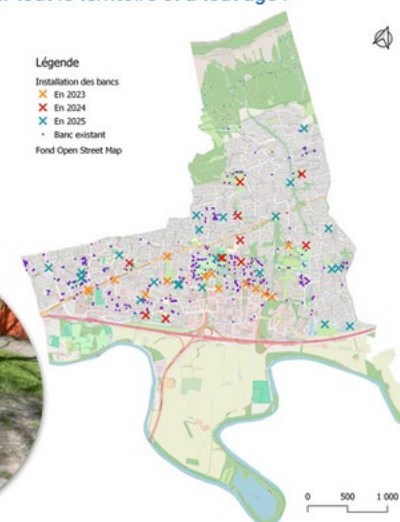 tout le territoire et à tout âge !
Légende
Installation des bancs
En 2023
En 2024
En 2025
Banc existant
Fond Open Street Map
0 500 1 000